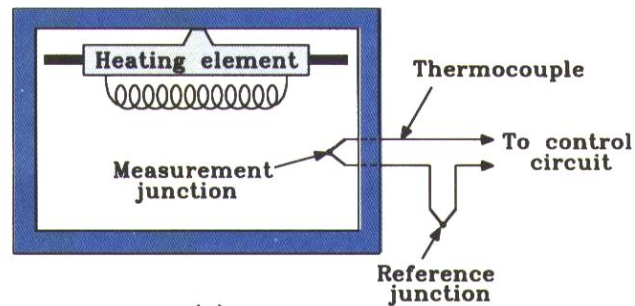 Heating element
Thermocouple
To control
circuit
Measurement
junction
Reference
junction